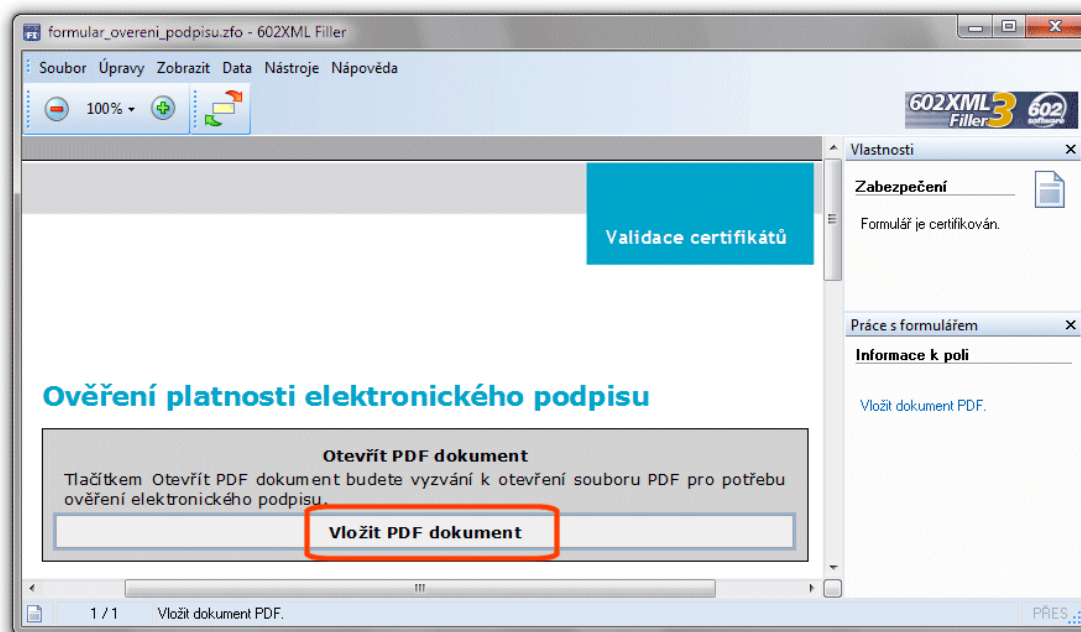 formular_overeni_podpisu.zfo - 602XML Filler
Soubor Úpravy Zobrazit Data Nástroje Nápověda
100%
602XML 3 Filler
602 software
Validace certifikátů
Ověření platnosti elektronického podpisu
Otevřít PDF dokument
Tlačítkem Otevřít PDF dokument budete vyzvání k otevření souboru PDF pro potřebu
ověření elektronického podpisu.
Vložit PDF dokument
Vlastnosti
Zabezpečení
Formulář je certifikován.
Práce s formulářem
Informace k poli
Vložit dokument PDF.
1 / 1 Vložit dokument PDF.
PŘES